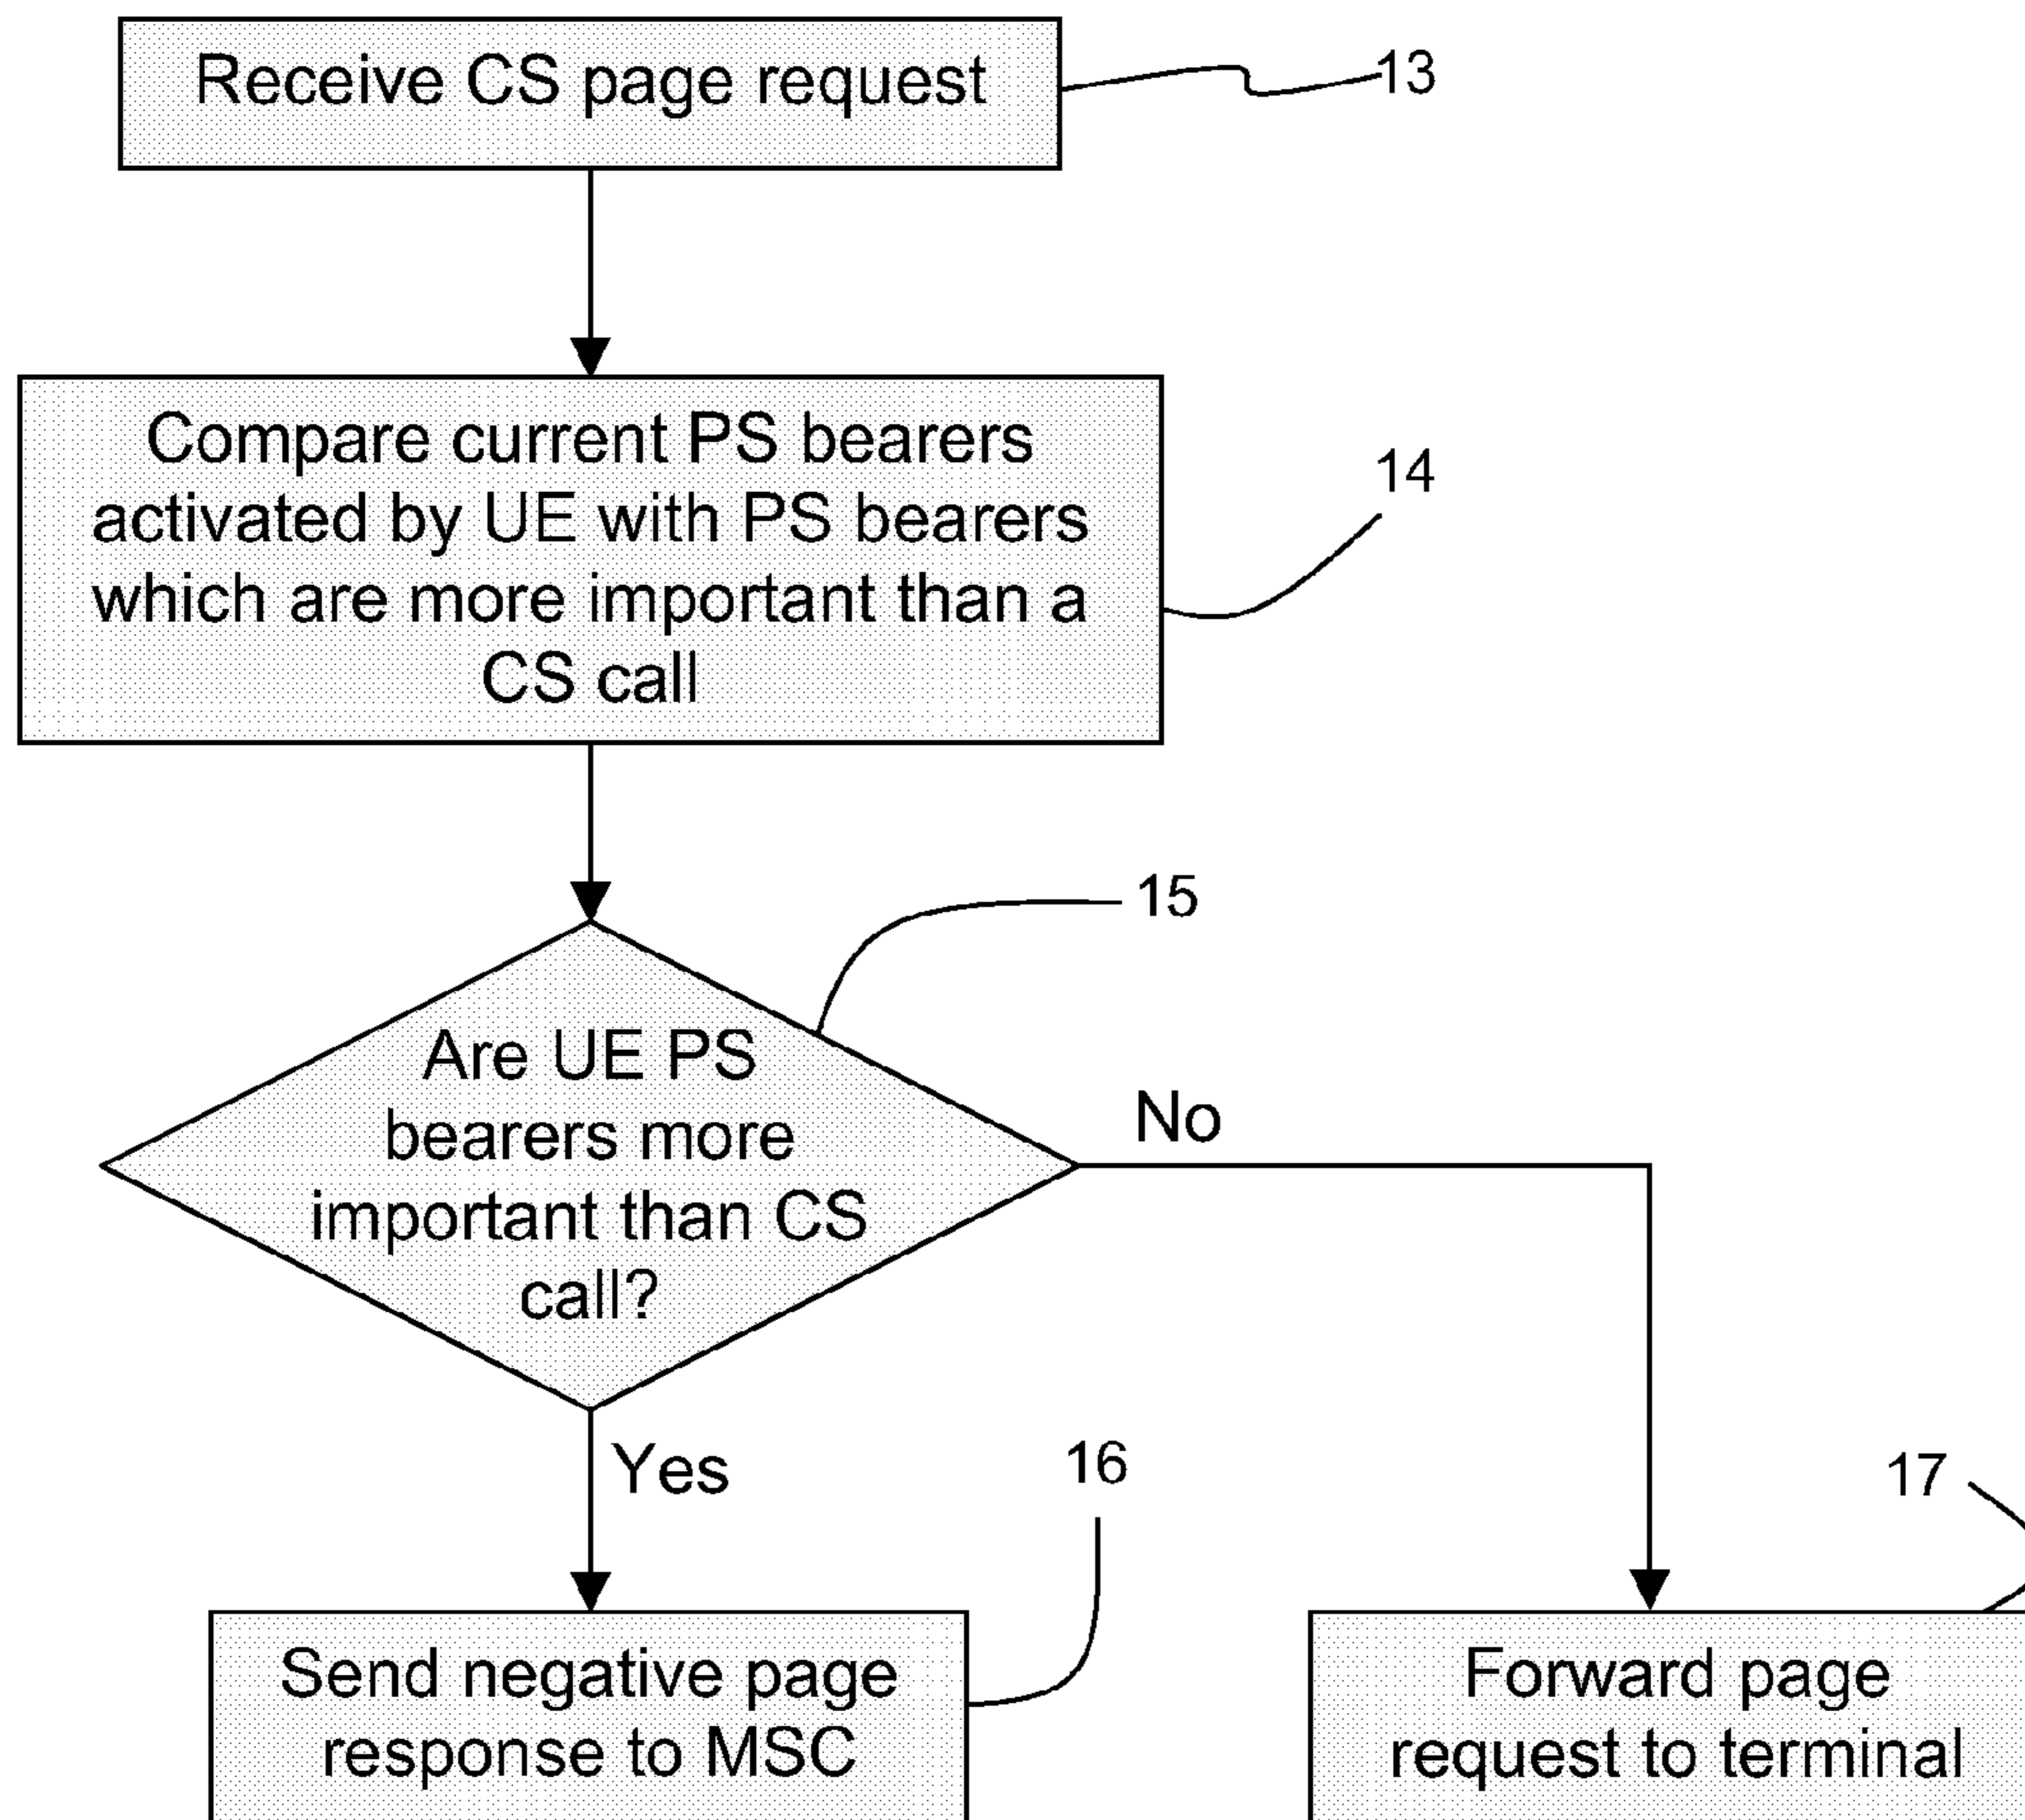 Receive CS page request
13
Compare current PS bearers
activated by UE with PS bearers
which are more important than a
CS call
14
15
Are UE PS
bearers more
important than CS
call?
No
Yes
16
17
Send negative page
response to MSC
Forward page
request to terminal